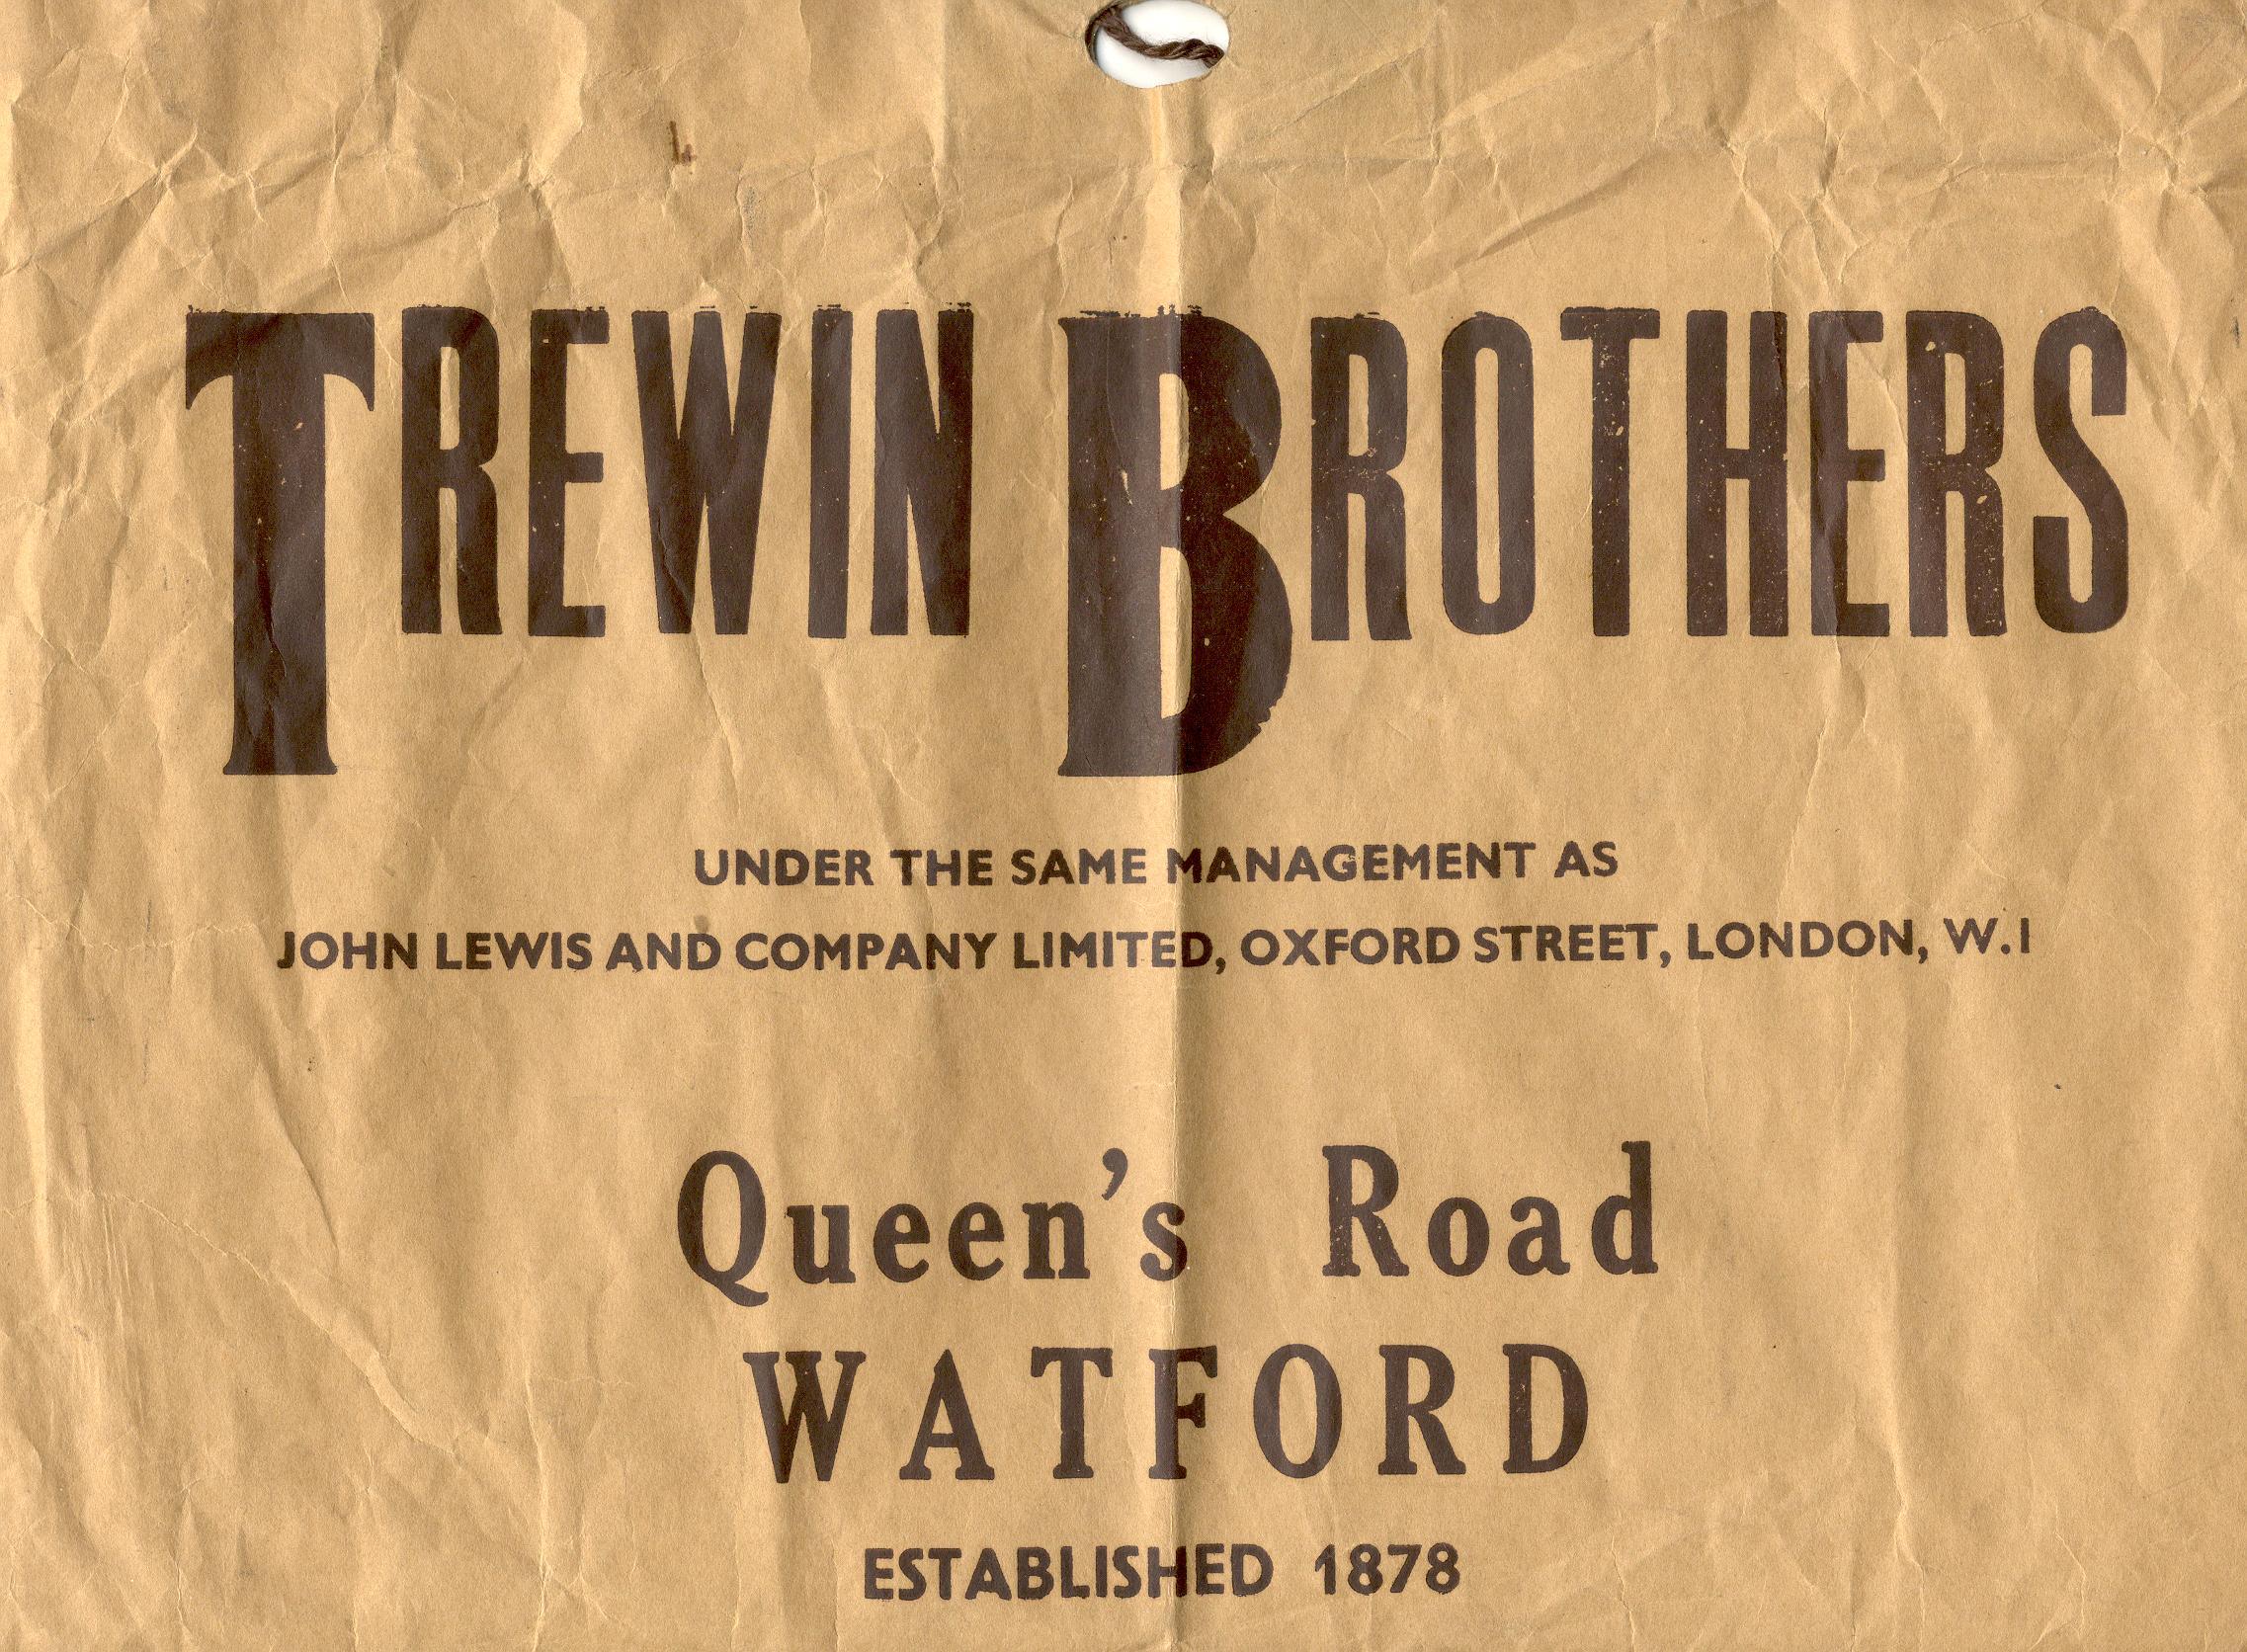 TREWIN BROTHERS
UNDER THE SAME MANAGEMENT AS
JOHN LEWIS AND COMPANY LIMITED, OXFORD STREET, LONDON, W.1
Queen's Road
WATFORD
ESTABLISHED 1878